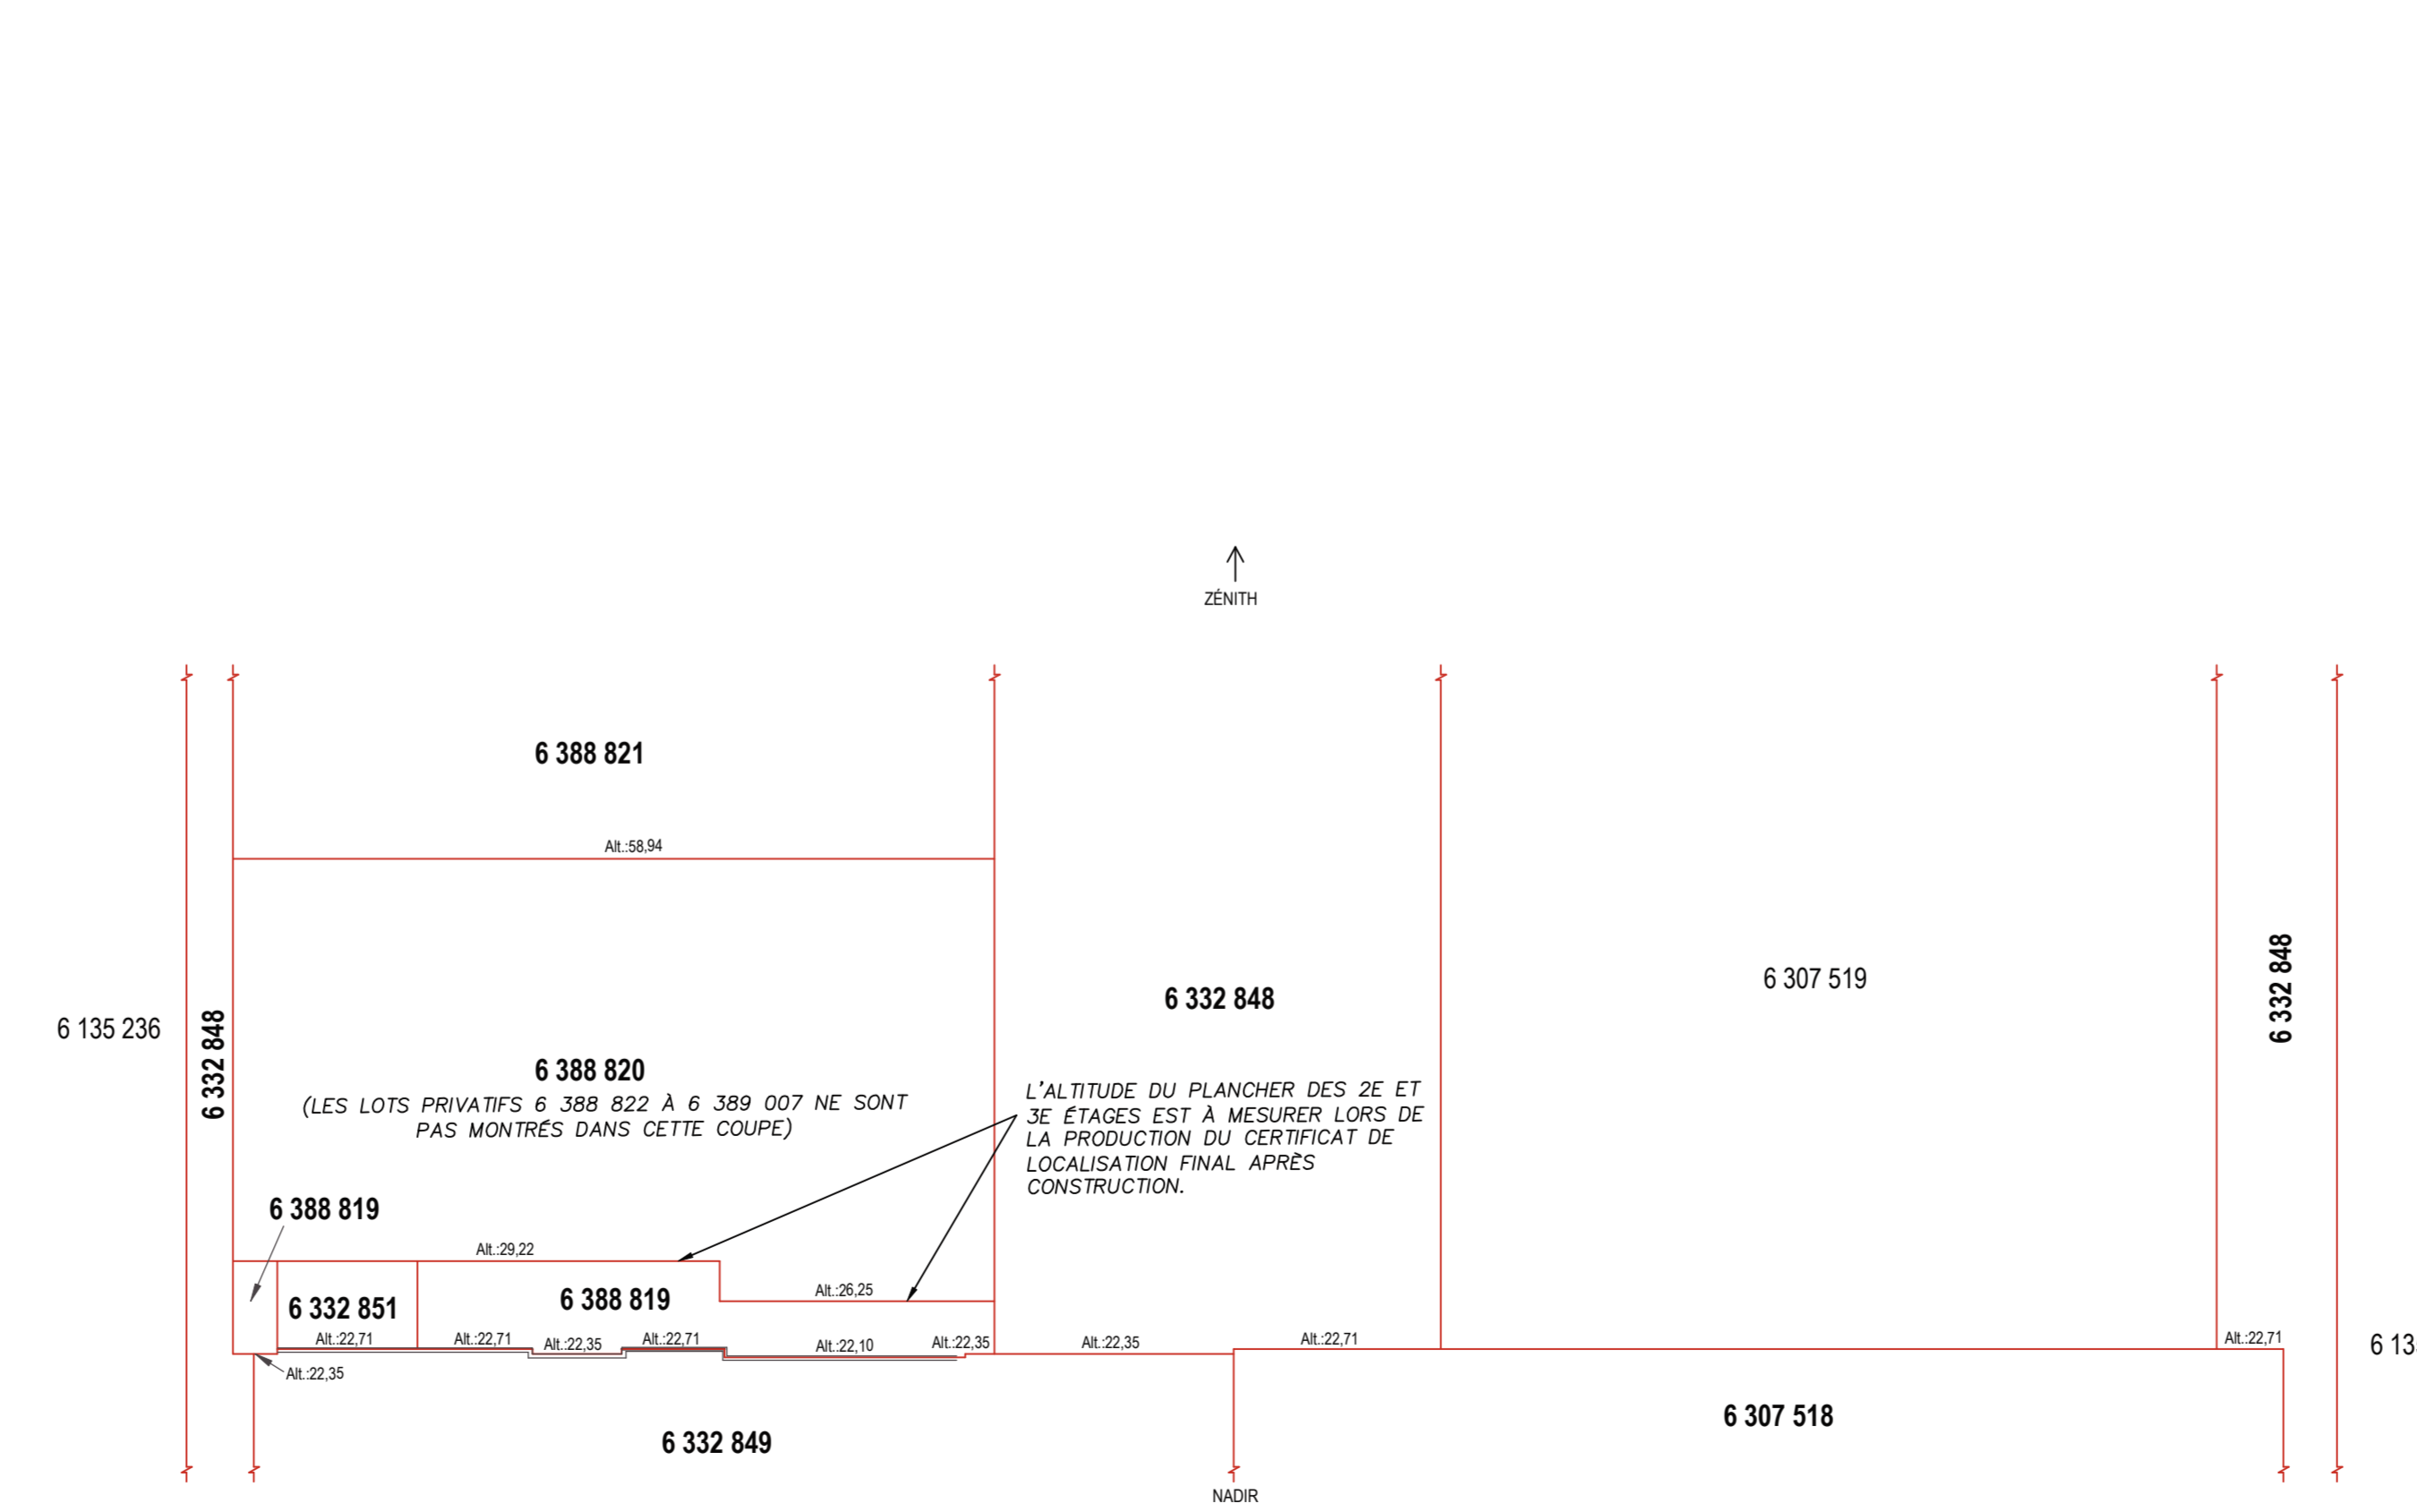 ZÉNITH
6 388 821
Alt.:58,94
6 135 236
6 332 848
6 388 820
(LES LOTS PRIVATIFS 6 388 822 À 6 389 007 NE SONT
PAS MONTRÉS DANS CETTE COUPE)
6 332 848
L'ALTITUDE DU PLANCHER DES 2E ET
3E ÉTAGES EST À MESURER LORS DE
LA PRODUCTION DU CERTIFICAT DE
LOCALISATION FINAL APRÈS
CONSTRUCTION.
6 307 519
6 332 848
6 388 819
Alt.:29,22
Alt.:26,25
6 332 851
6 388 819
Alt.:22,71
Alt.:22,71
Alt.:22,35
Alt.:22,71
Alt.:22,10
Alt.:22,35
Alt.:22,35
Alt.:22,71
Alt.:22,71
6 13
Alt.:22,35
6 332 849
6 307 518
NADIR